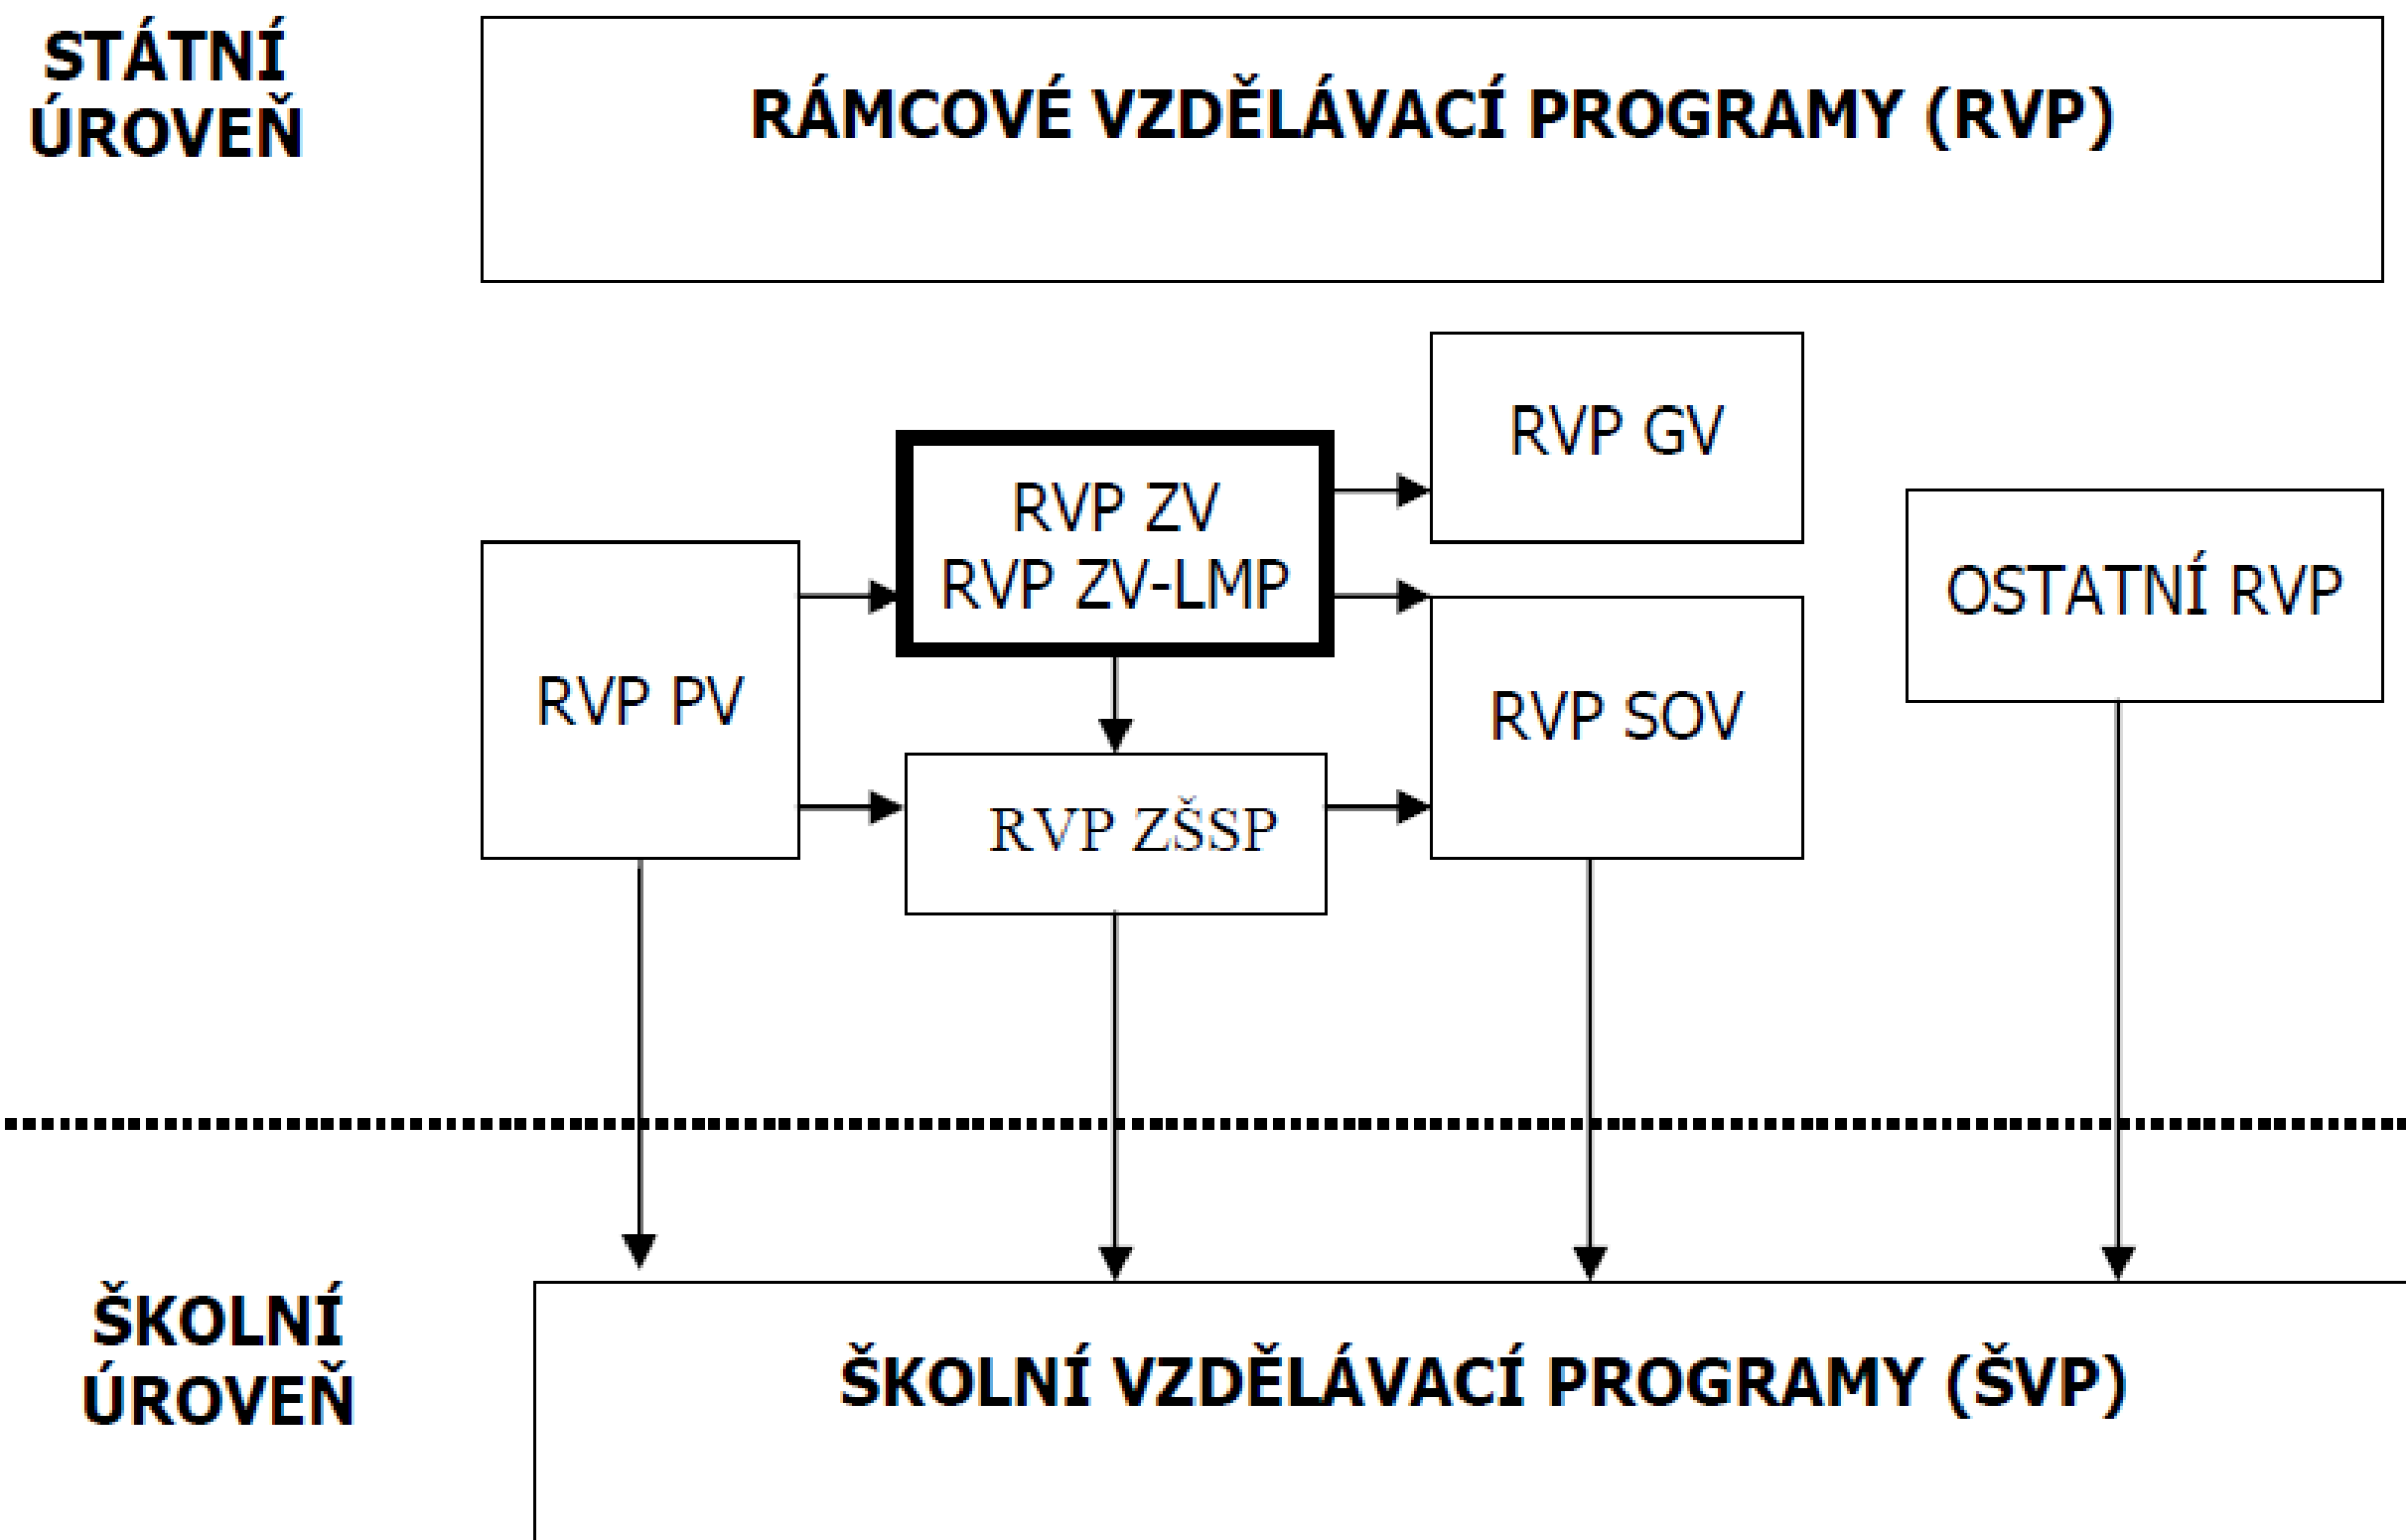 STÁTNÍ
ÚROVEŇ
RÁMCOVÉ VZDĚLÁVACÍ PROGRAMY (RVP)
RVP GV
RVP ZV
RVP ZV-LMP
OSTATNÍ RVP
RVP PV
RVP SOV
RVP ZŠSP
ŠKOLNÍ
ÚROVEŇ
ŠKOLNÍ VZDĚLÁVACÍ PROGRAMY (ŠVP)